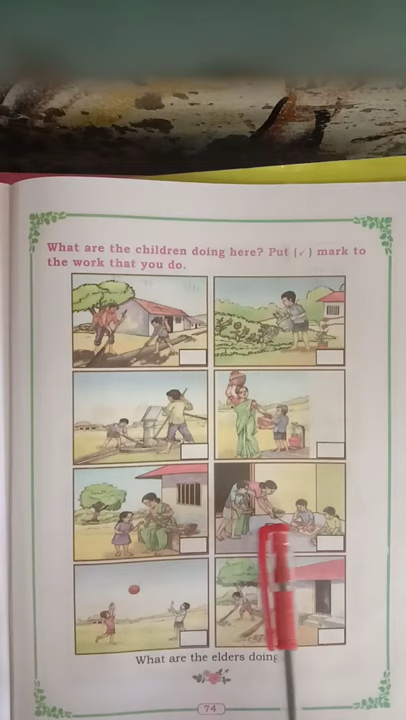 What are the children doing here? Put (✓) mark to
the work that you do.
What are the elders doing
74